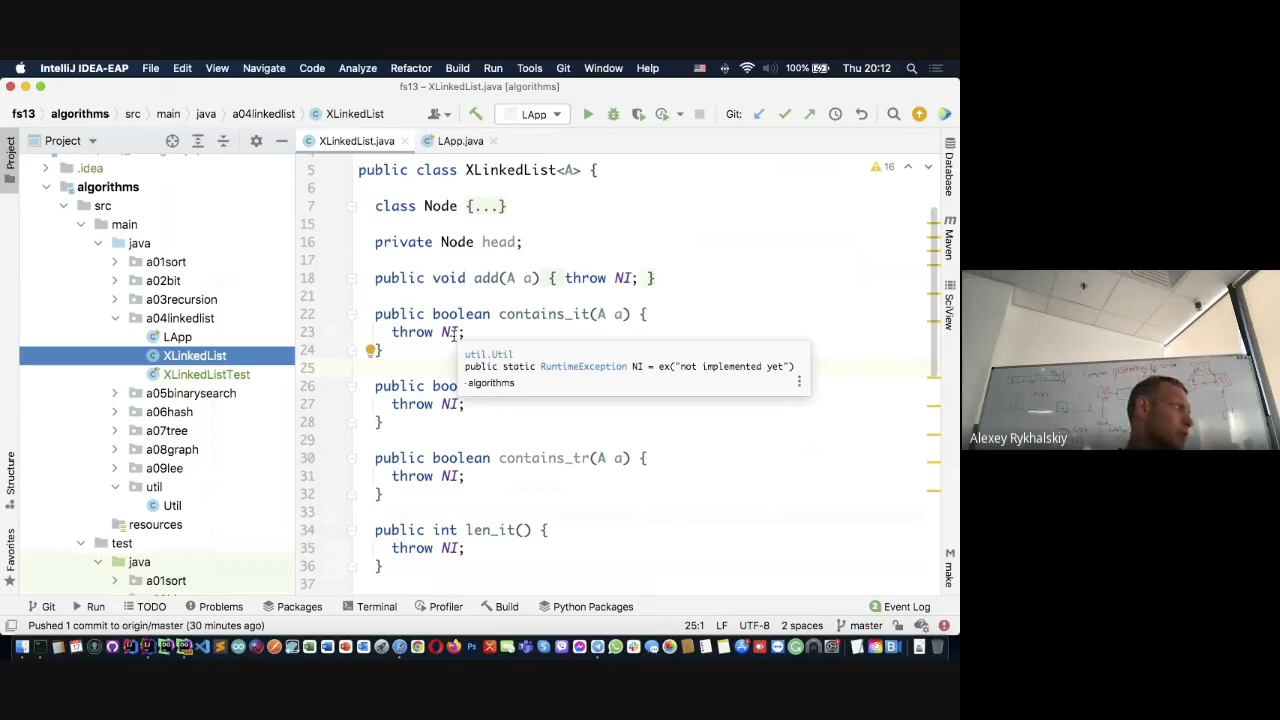 IntelliJ IDEA-EAP File Edit View Navigate Code Analyze Refactor Build Run Tools Git Window Help 100% Thu 20:12
fs13 – XLinkedList.java [algorithms]
fs13 algorithms src main java a04linkedlist XLinkedList LApp Git:
Project XLinkedList.java LApp.java
Project
.idea
algorithms
src
main
java
a01sort
a02bit
a03recursion
a04linkedlist
LApp
XLinkedList
XLinkedListTest
a05binarysearch
a06hash
a07tree
a08graph
a09lee
util
Util
resources
test
java
a01sort
Structure
Favorites
16
5 public class XLinkedList<A> {
6
7 class Node {...}
15
16 private Node head;
17
18 public void add(A a) { throw NI; }
21
22 public boolean contains_it(A a) {
23 throw NI;
24 }
25
26 public boo
27 throw NI;
28 }
29
30 public boolean contains_tr(A a) {
31 throw NI;
32 }
33
34 public int len_it() {
35 throw NI;
36 }
37
util.Util
public static RuntimeException NI = ex("not implemented yet")
algorithms
Database
Maven
SciView
make
Git Run TODO Problems Packages Terminal Profiler Build Python Packages 2 Event Log
Pushed 1 commit to origin/master (30 minutes ago) 25:1 LF UTF-8 2 spaces master
Alexey Rykhalskiy